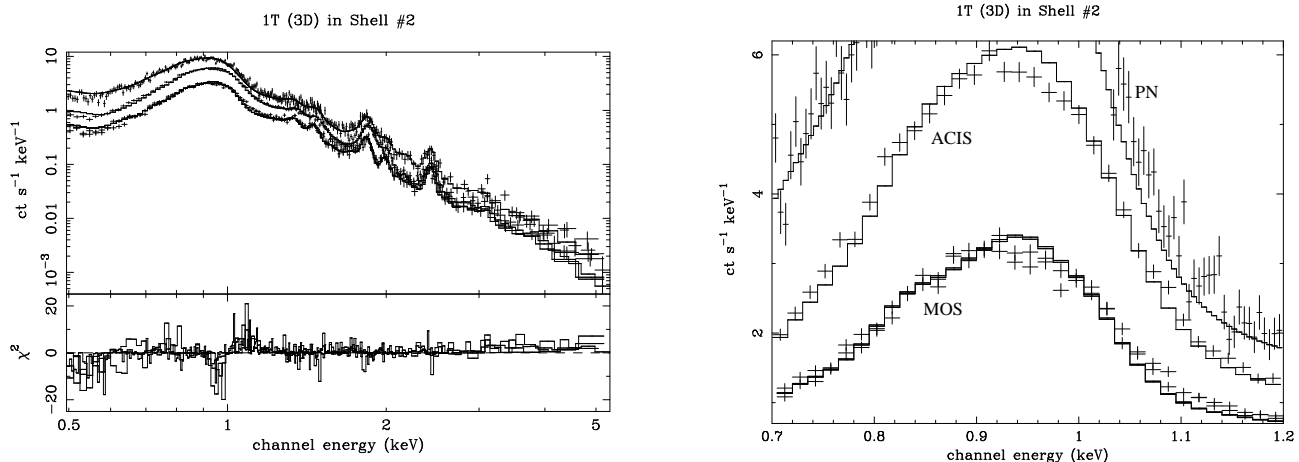 1T (3D) in Shell #2
ct s⁻¹ keV⁻¹
10
1
0.1
0.01
10⁻³
χ²
20
0
−20
0.5 1 2 5
channel energy (keV)
1T (3D) in Shell #2
ct s⁻¹ keV⁻¹
6
4
2
PN
ACIS
MOS
0.7 0.8 0.9 1 1.1 1.2
channel energy (keV)